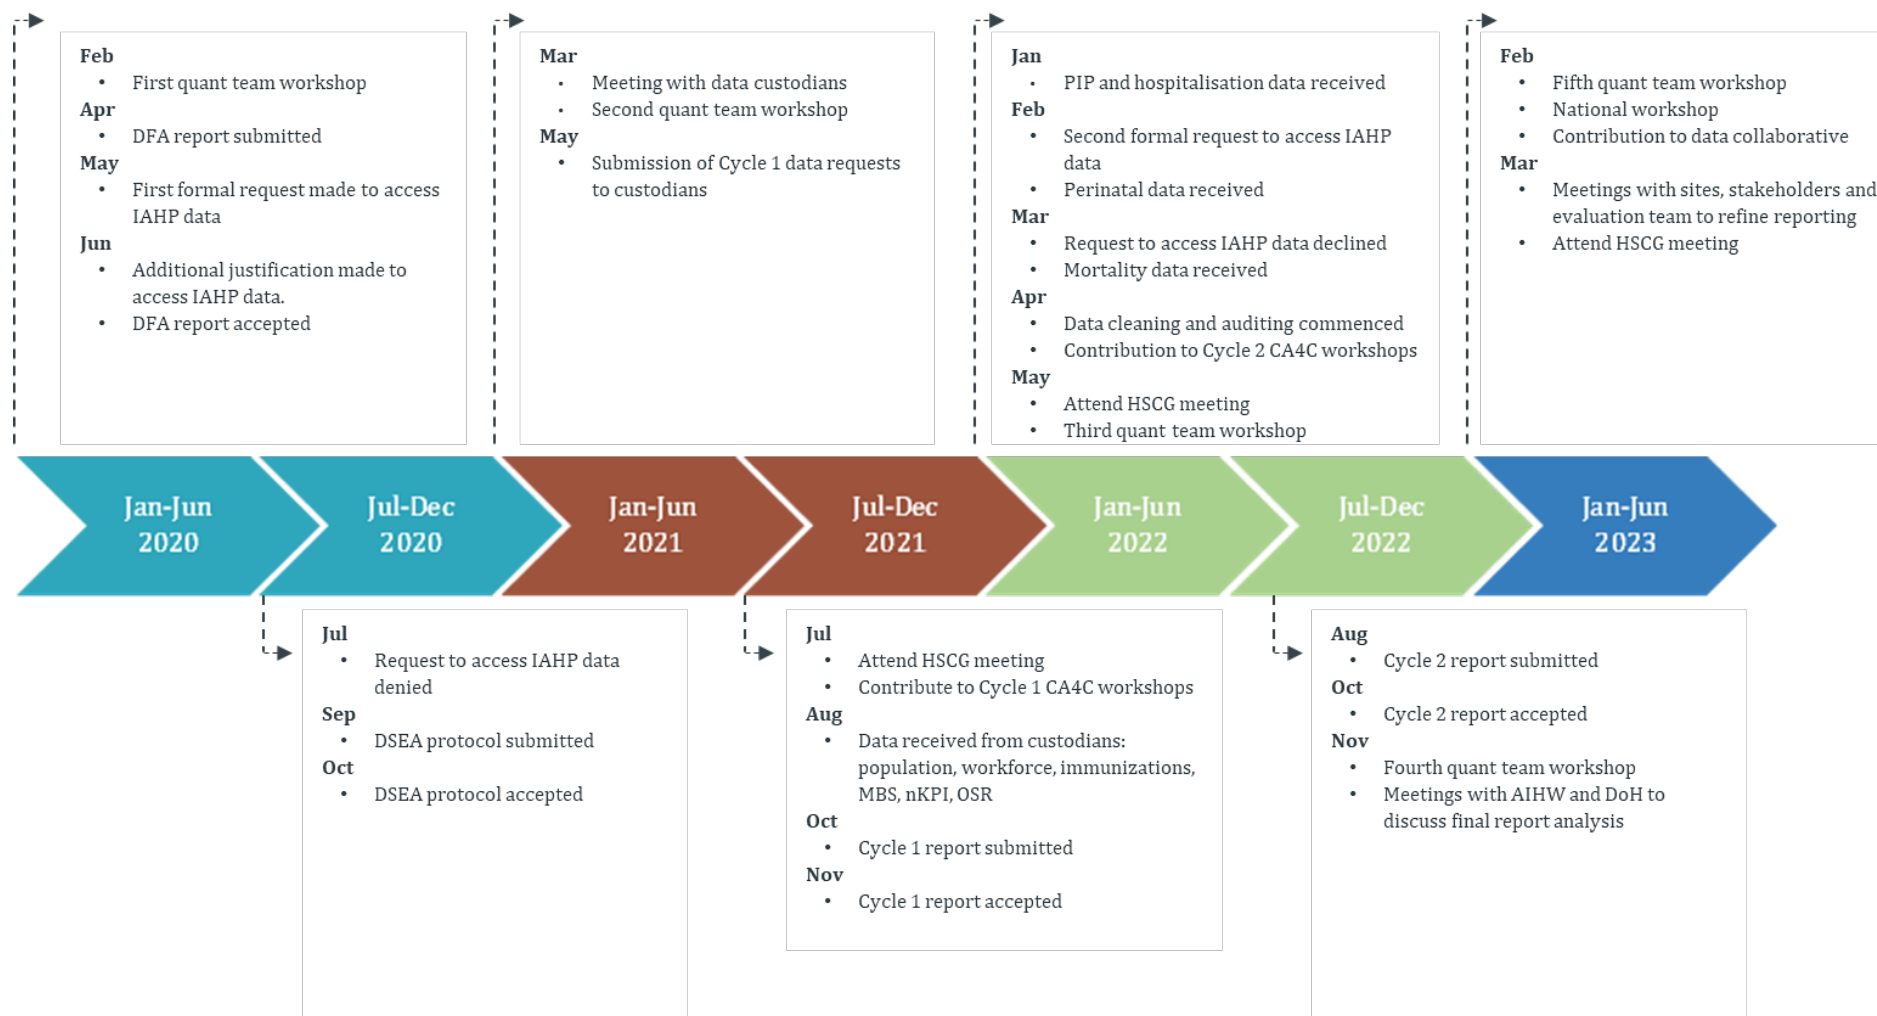 Feb
• First quant team workshop
Apr
• DFA report submitted
May
• First formal request made to access
IAHP data
Jun
• Additional justification made to
access IAHP data.
• DFA report accepted
Mar
• Meeting with data custodians
• Second quant team workshop
May
• Submission of Cycle 1 data requests
to custodians
Jan
• PIP and hospitalisation data received
Feb
• Second formal request to access IAHP
data
• Perinatal data received
Mar
• Request to access IAHP data declined
• Mortality data received
Apr
• Data cleaning and auditing commenced
• Contribution to Cycle 2 CA4C workshops
May
• Attend HSCG meeting
• Third quant team workshop
Feb
• Fifth quant team workshop
• National workshop
• Contribution to data collaborative
Mar
• Meetings with sites, stakeholders and
evaluation team to refine reporting
• Attend HSCG meeting
Jan-Jun
2020
Jul-Dec
2020
Jan-Jun
2021
Jul-Dec
2021
Jan-Jun
2022
Jul-Dec
2022
Jan-Jun
2023
Jul
• Request to access IAHP data
denied
Sep
• DSEA protocol submitted
Oct
• DSEA protocol accepted
Jul
• Attend HSCG meeting
• Contribute to Cycle 1 CA4C workshops
Aug
• Data received from custodians:
population, workforce, immunizations,
MBS, nKPI, OSR
Oct
• Cycle 1 report submitted
Nov
• Cycle 1 report accepted
Aug
• Cycle 2 report submitted
Oct
• Cycle 2 report accepted
Nov
• Fourth quant team workshop
• Meetings with AIHW and DoH to
discuss final report analysis